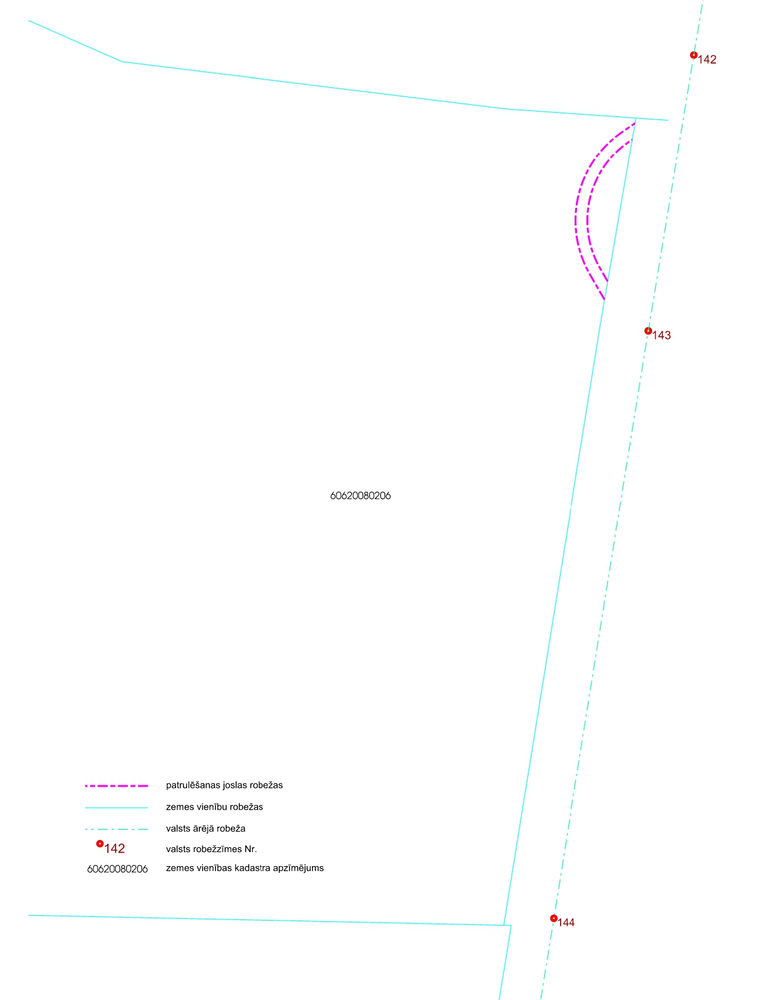 142
143
60620080206
patrulēšanas joslas robežas
zemes vienību robežas
valsts ārējā robeža
142 valsts robežzīmes Nr.
60620080206 zemes vienības kadastra apzīmējums
144